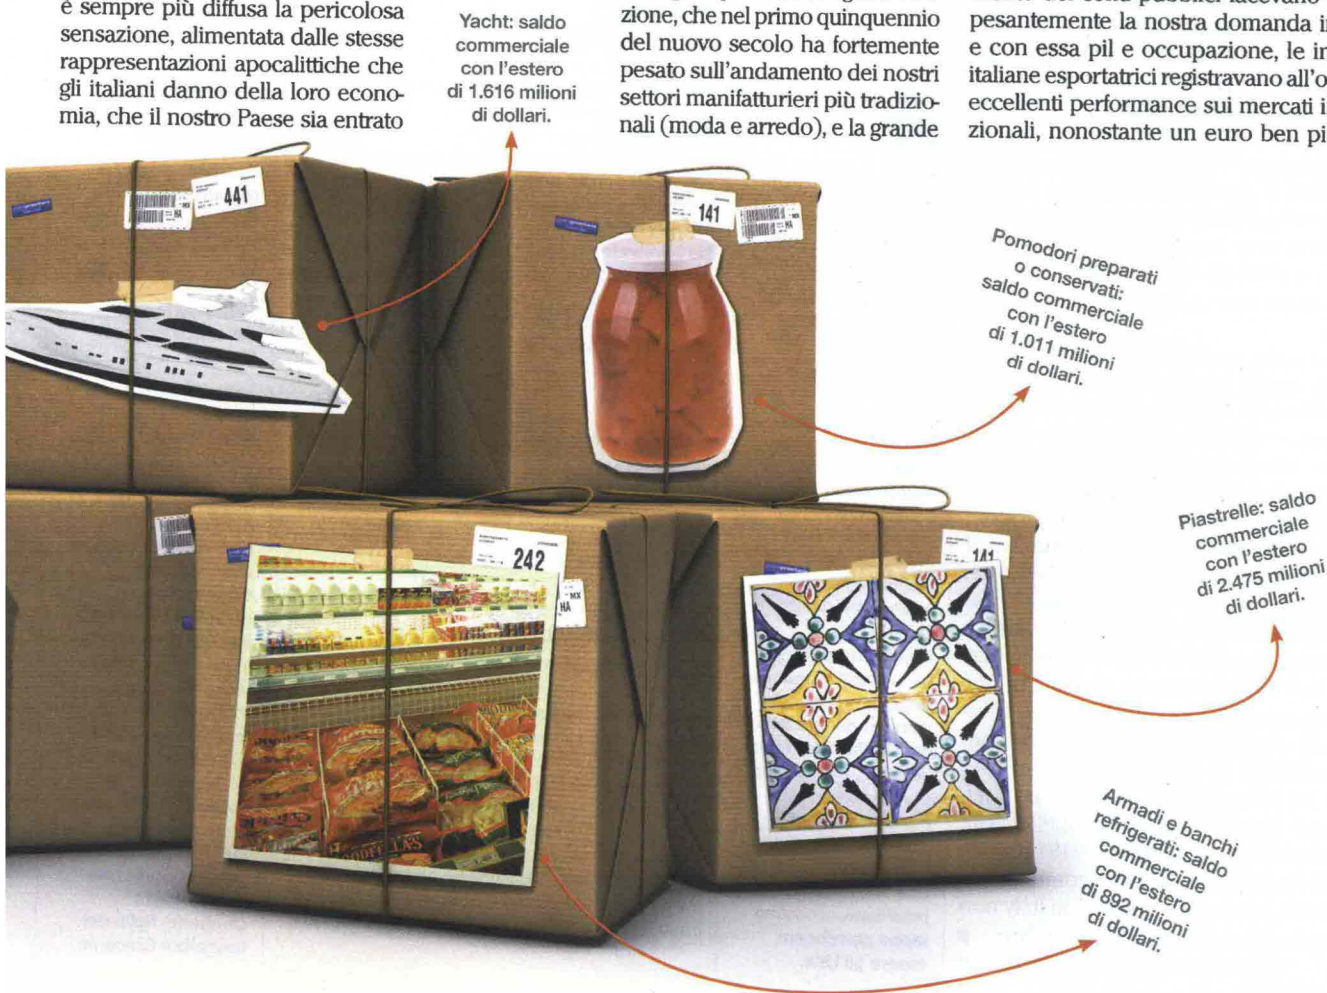 è sempre più diffusa la pericolosa
sensazione, alimentata dalle stesse
rappresentazioni apocalittiche che
gli italiani danno della loro econo-
mia, che il nostro Paese sia entrato
Yacht: saldo
commerciale
con l'estero
di 1.616 milioni
di dollari.
zione, che nel primo quinquennio
del nuovo secolo ha fortemente
pesato sull'andamento dei nostri
settori manifatturieri più tradizio-
nali (moda e arredo), e la grande
pesantemente la nostra domanda
e con essa pil e occupazione, le
italiane esportatrici registravano
eccellenti performance sui mercati
zionali, nonostante un euro ben
441
MX
HA
141
HA
Pomodori preparati
o conservati:
saldo commerciale
con l'estero
di 1.011 milioni
di dollari.
242
MX
HA
141
Piastrelle: saldo
commerciale
con l'estero
di 2.475 milioni
di dollari.
Armadi e banchi
refrigerati: saldo
commerciale
con l'estero
di 892 milioni
di dollari.